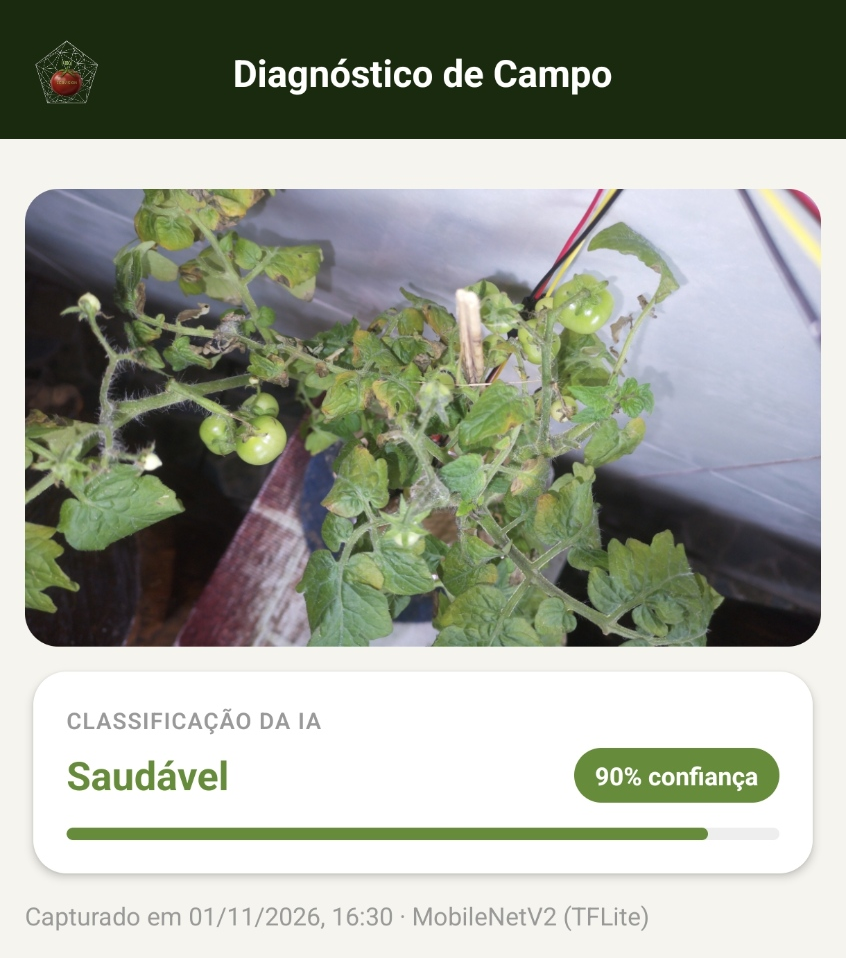 Diagnóstico de Campo
CLASSIFICAÇÃO DA IA
Saudável
90% confiança
Capturado em 01/11/2026, 16:30 · MobileNetV2 (TFLite)